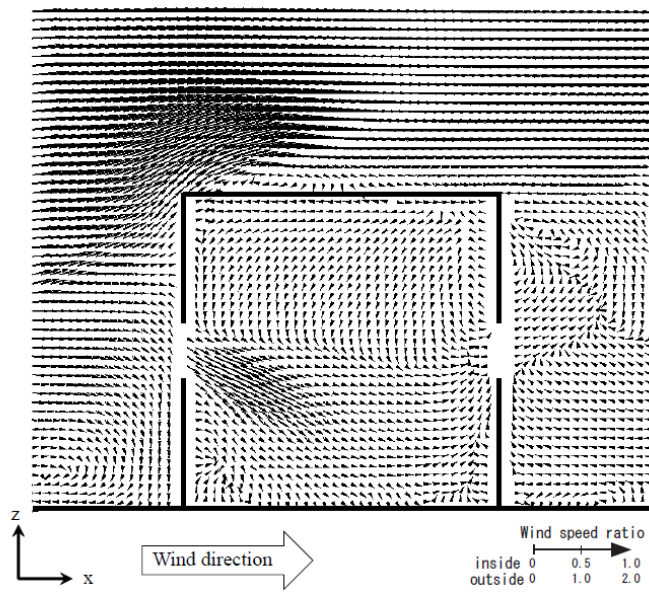 z
x
Wind direction
Wind speed ratio
inside 0 0.5 1.0
outside 0 1.0 2.0